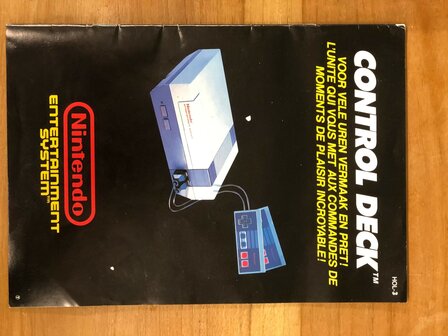 HOL-3
CONTROL DECK™
VOOR VELE UREN VERMAAK EN PRET!
L'UNITE QUI VOUS MET AUX COMMANDES DE
MOMENTS DE PLAISIR INCROYABLE!
Nintendo
ENTERTAINMENT
SYSTEM™